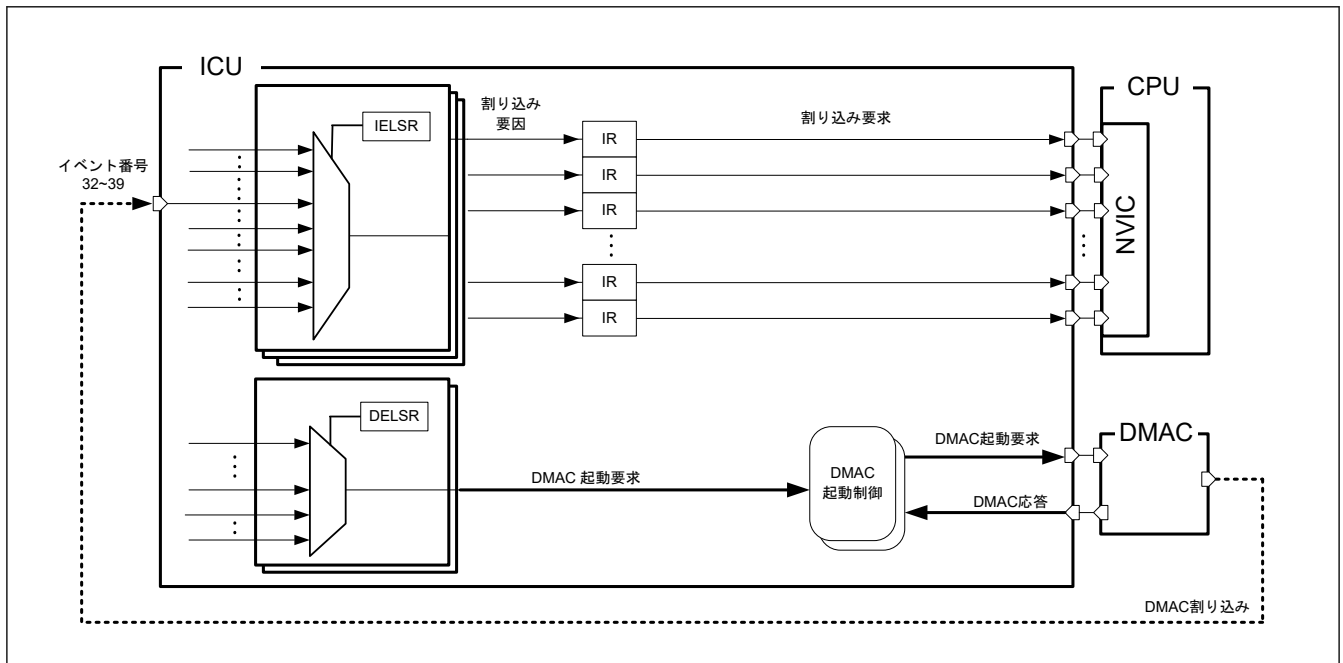 ICU
CPU
イベント番号
32~39
IELSR
割り込み
要因
IR
IR
IR
IR
IR
割り込み要求
NVIC
DELSR
DMAC 起動要求
DMAC
起動制御
DMAC起動要求
DMAC応答
DMAC
DMAC割り込み